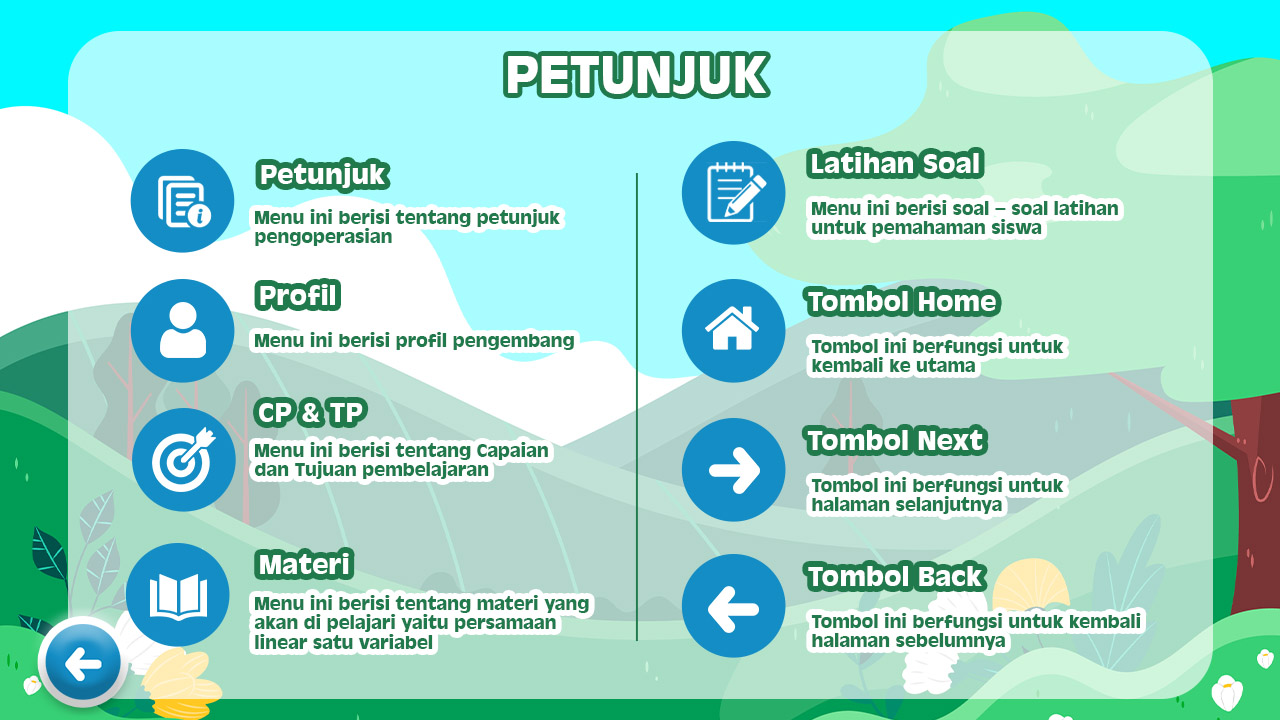 PETUNJUK
Petunjuk
Menu ini berisi tentang petunjuk
pengoperasian
Profil
Menu ini berisi profil pengembang
CP & TP
Menu ini berisi tentang Capaian
dan Tujuan pembelajaran
Materi
Menu ini berisi tentang materi yang
akan di pelajari yaitu persamaan
linear satu variabel
Latihan Soal
Menu ini berisi soal – soal latihan
untuk pemahaman siswa
Tombol Home
Tombol ini berfungsi untuk
kembali ke utama
Tombol Next
Tombol ini berfungsi untuk
halaman selanjutnya
Tombol Back
Tombol ini berfungsi untuk kembali
halaman sebelumnya